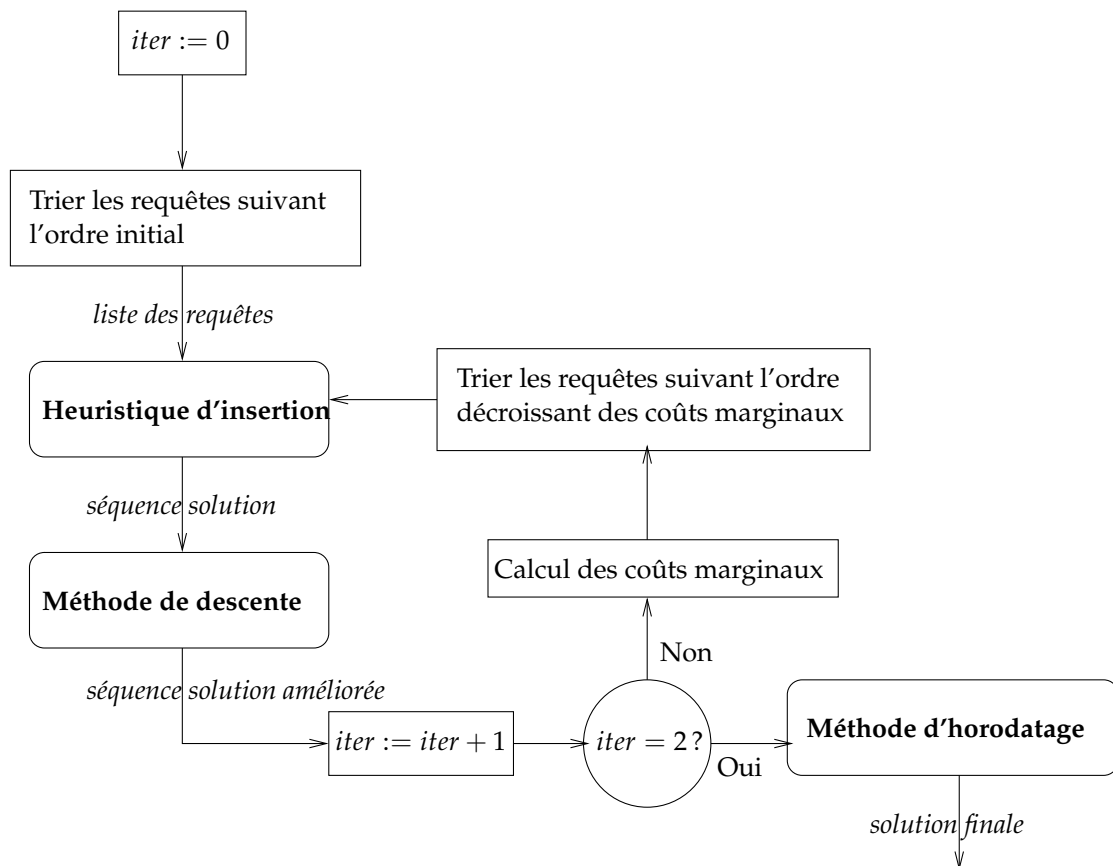 iter := 0
Trier les requêtes suivant
l'ordre initial
liste des requêtes
Heuristique d'insertion
séquence solution
Méthode de descente
séquence solution améliorée
iter := iter + 1
iter = 2 ?
Non
Calcul des coûts marginaux
Trier les requêtes suivant l'ordre
décroissant des coûts marginaux
Oui
Méthode d'horodatage
solution finale